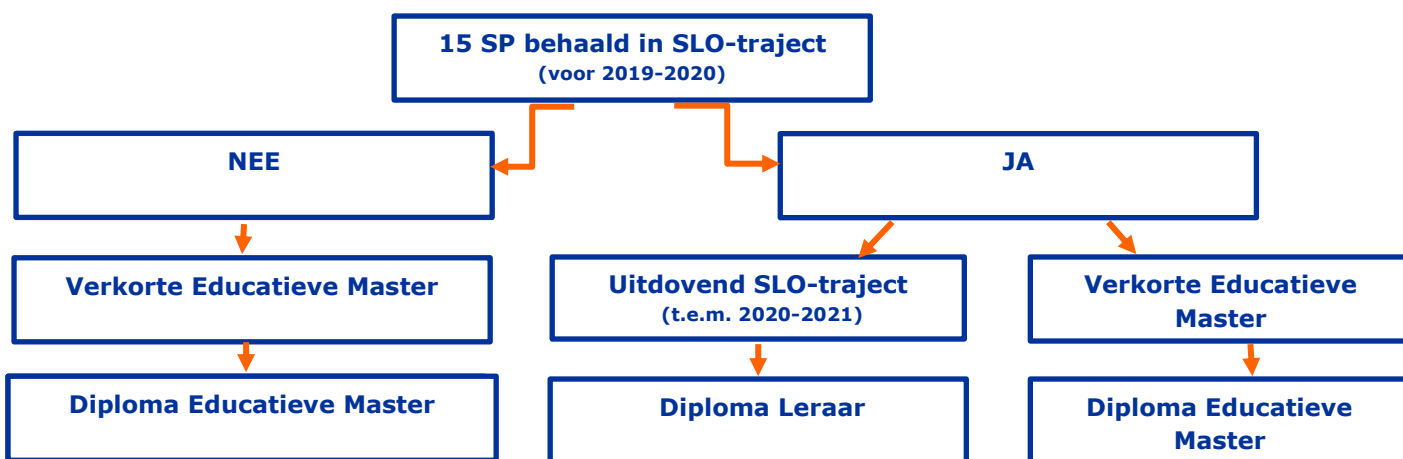 15 SP behaald in SLO-traject
(voor 2019-2020)
NEE
JA
Verkorte Educatieve Master
Uitdovend SLO-traject
(t.e.m. 2020-2021)
Verkorte Educatieve
Master
Diploma Educatieve Master
Diploma Leraar
Diploma Educatieve
Master